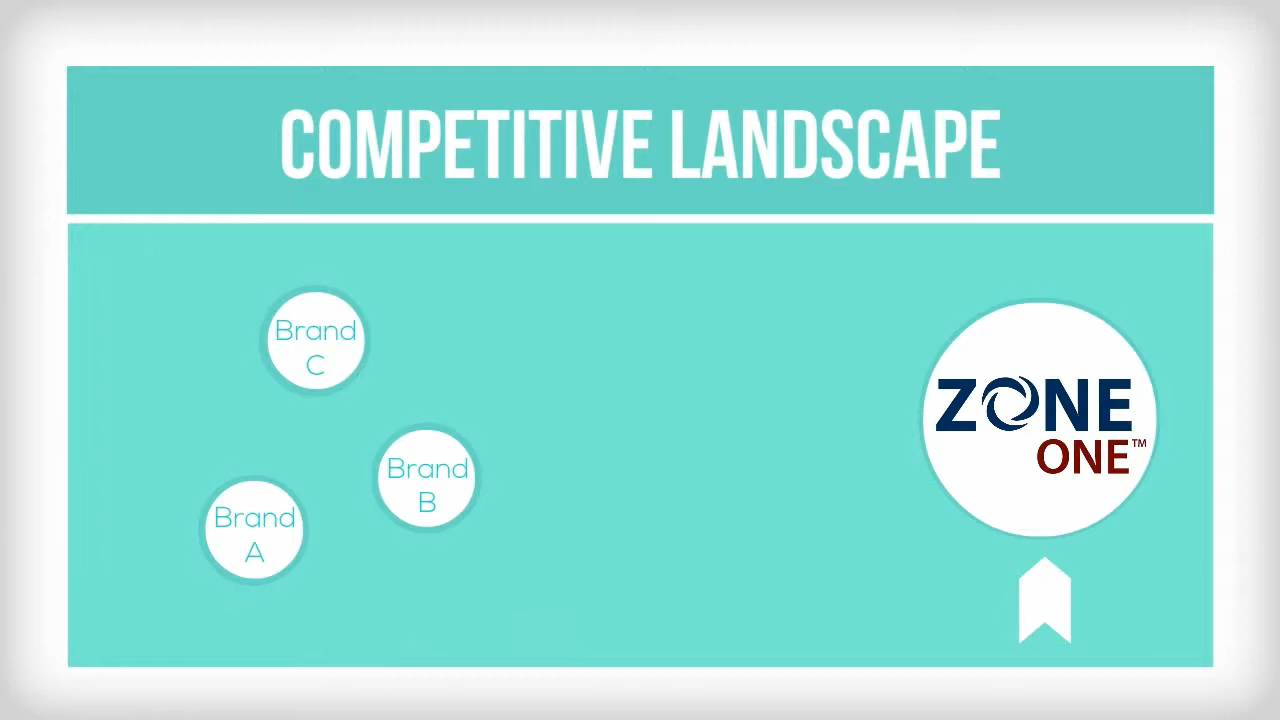 COMPETITIVE LANDSCAPE
Brand
C
Brand
B
Brand
A
ZONE
ONE™